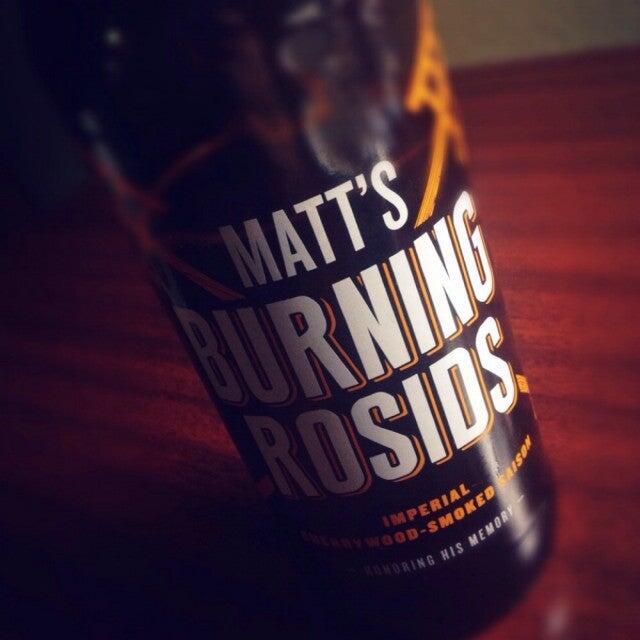 MATT'S
BURNING
ROSIDS
IMPERIAL
CHERRYWOOD-SMOKED SAISON
— HONORING HIS MEMORY —